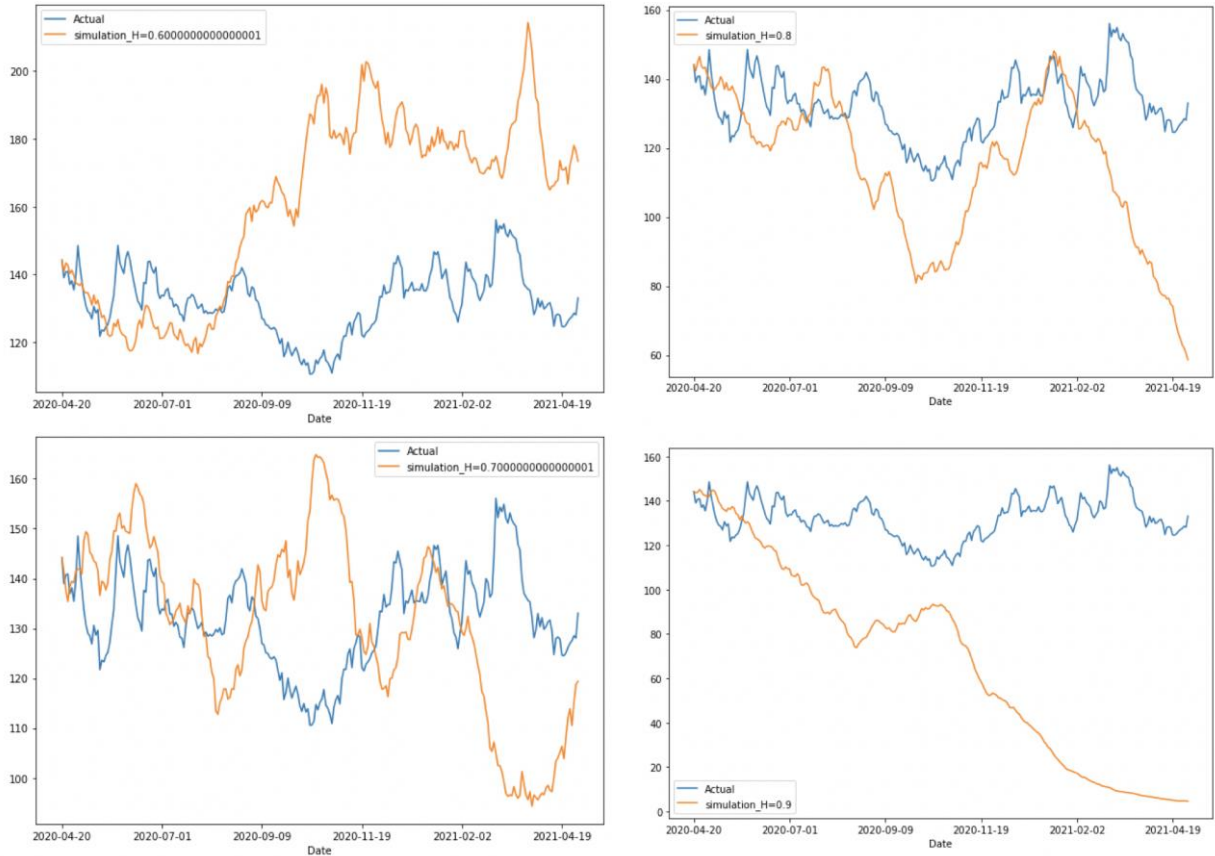 Actual
simulation_H=0.6000000000000001
200
180
160
140
120
2020-04-20 2020-07-01 2020-09-09 2020-11-19 2021-02-02 2021-04-19
Date
Actual
simulation_H=0.8
160
140
120
100
80
60
2020-04-20 2020-07-01 2020-09-09 2020-11-19 2021-02-02 2021-04-19
Date
Actual
simulation_H=0.7000000000000001
160
150
140
130
120
110
100
2020-04-20 2020-07-01 2020-09-09 2020-11-19 2021-02-02 2021-04-19
Date
160
140
120
100
80
60
40
20
0
Actual
simulation_H=0.9
2020-04-20 2020-07-01 2020-09-09 2020-11-19 2021-02-02 2021-04-19
Date